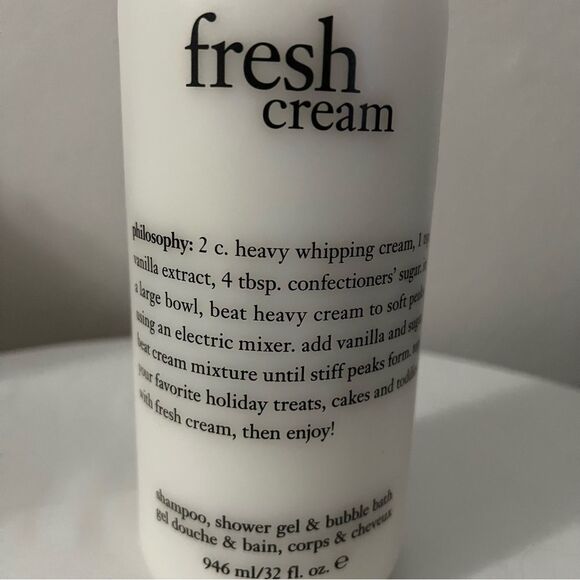 fresh
cream
philosophy: 2 c. heavy whipping cream, 1
vanilla extract, 4 tbsp. confectioners' sugar. in
a large bowl, beat heavy cream to soft peaks
using an electric mixer. add vanilla and sugar
beat cream mixture until stiff peaks form.
your favorite holiday treats, cakes and
with fresh cream, then enjoy!
shampoo, shower gel & bubble bath
gel douche & bain, corps & cheveux
946 ml/32 fl. oz. e